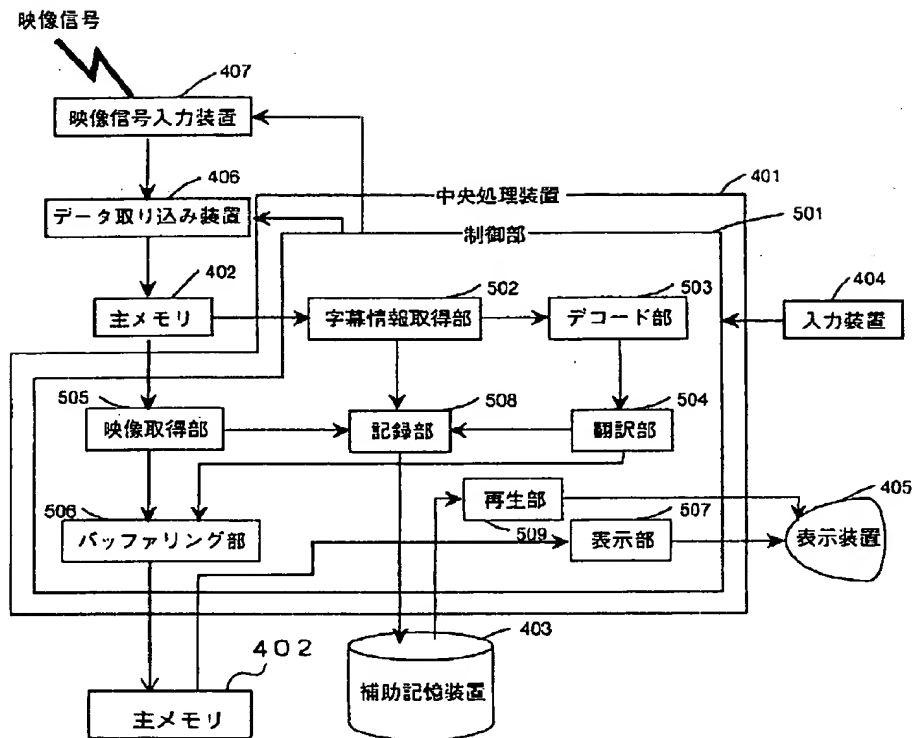 映像信号
407
映像信号入力装置
406
データ取り込み装置
401
中央処理装置
501
制御部
402
主メモリ
502
字幕情報取得部
503
デコード部
404
入力装置
505
映像取得部
508
記録部
504
翻訳部
506
バッファリング部
再生部
509
507
表示部
405
表示装置
402
主メモリ
403
補助記憶装置